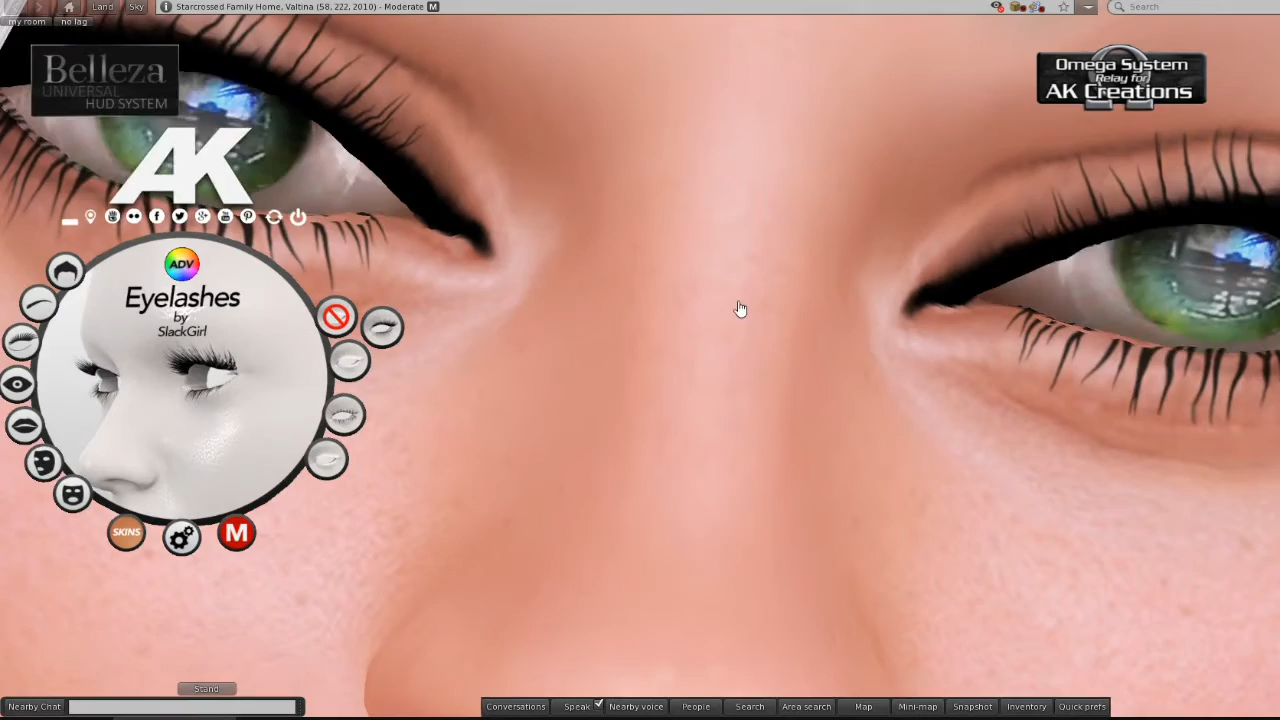 Land Sky Starcrossed Family Home, Valtina (58, 222, 2010) - Moderate M Search
my room no lag
Belleza
UNIVERSAL
HUD SYSTEM
Omega System
Relay for
AK Creations
AK
ADV
Eyelashes
by
SlackGirl
SKINS
M
Stand
Nearby Chat Conversations Speak Nearby voice People Search Area search Map Mini-map Snapshot Inventory Quick prefs